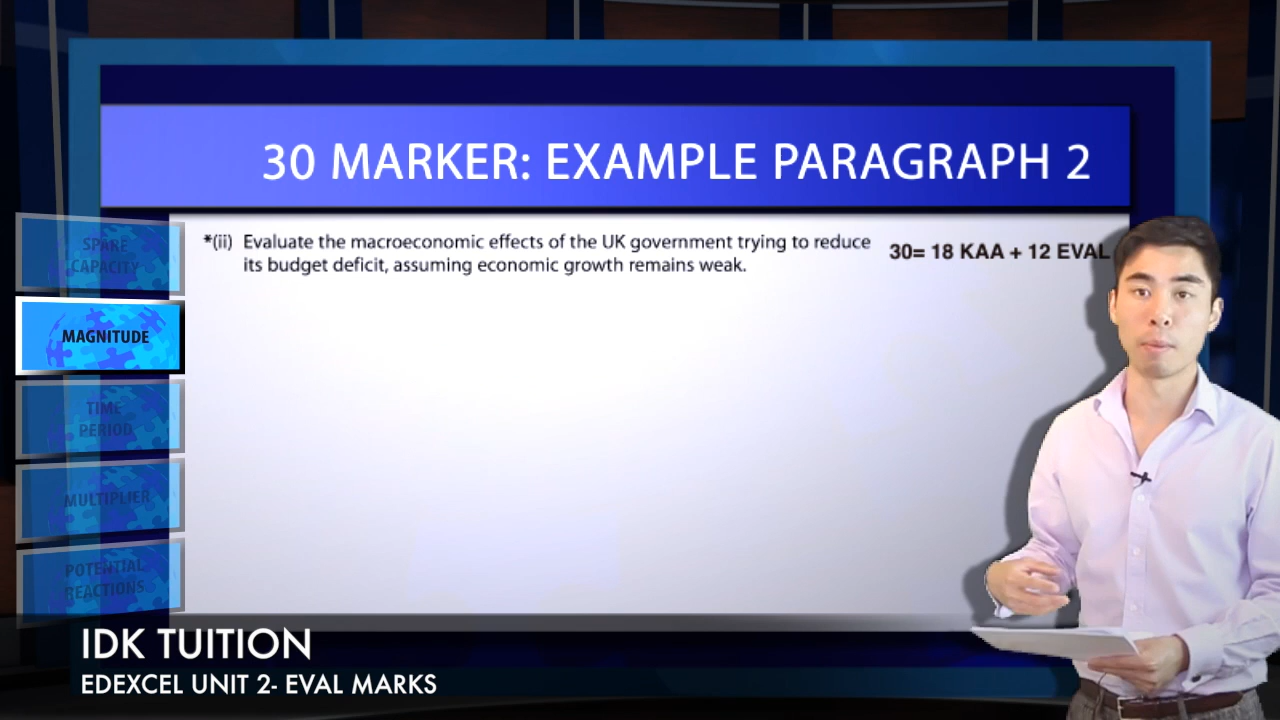 30 MARKER: EXAMPLE PARAGRAPH 2
*(ii) Evaluate the macroeconomic effects of the UK government trying to reduce
its budget deficit, assuming economic growth remains weak.
30= 18 KAA + 12 EVAL
SPARE
CAPACITY
MAGNITUDE
TIME
PERIOD
MULTIPLIER
POTENTIAL
REACTIONS
IDK TUITION
EDEXCEL UNIT 2- EVAL MARKS